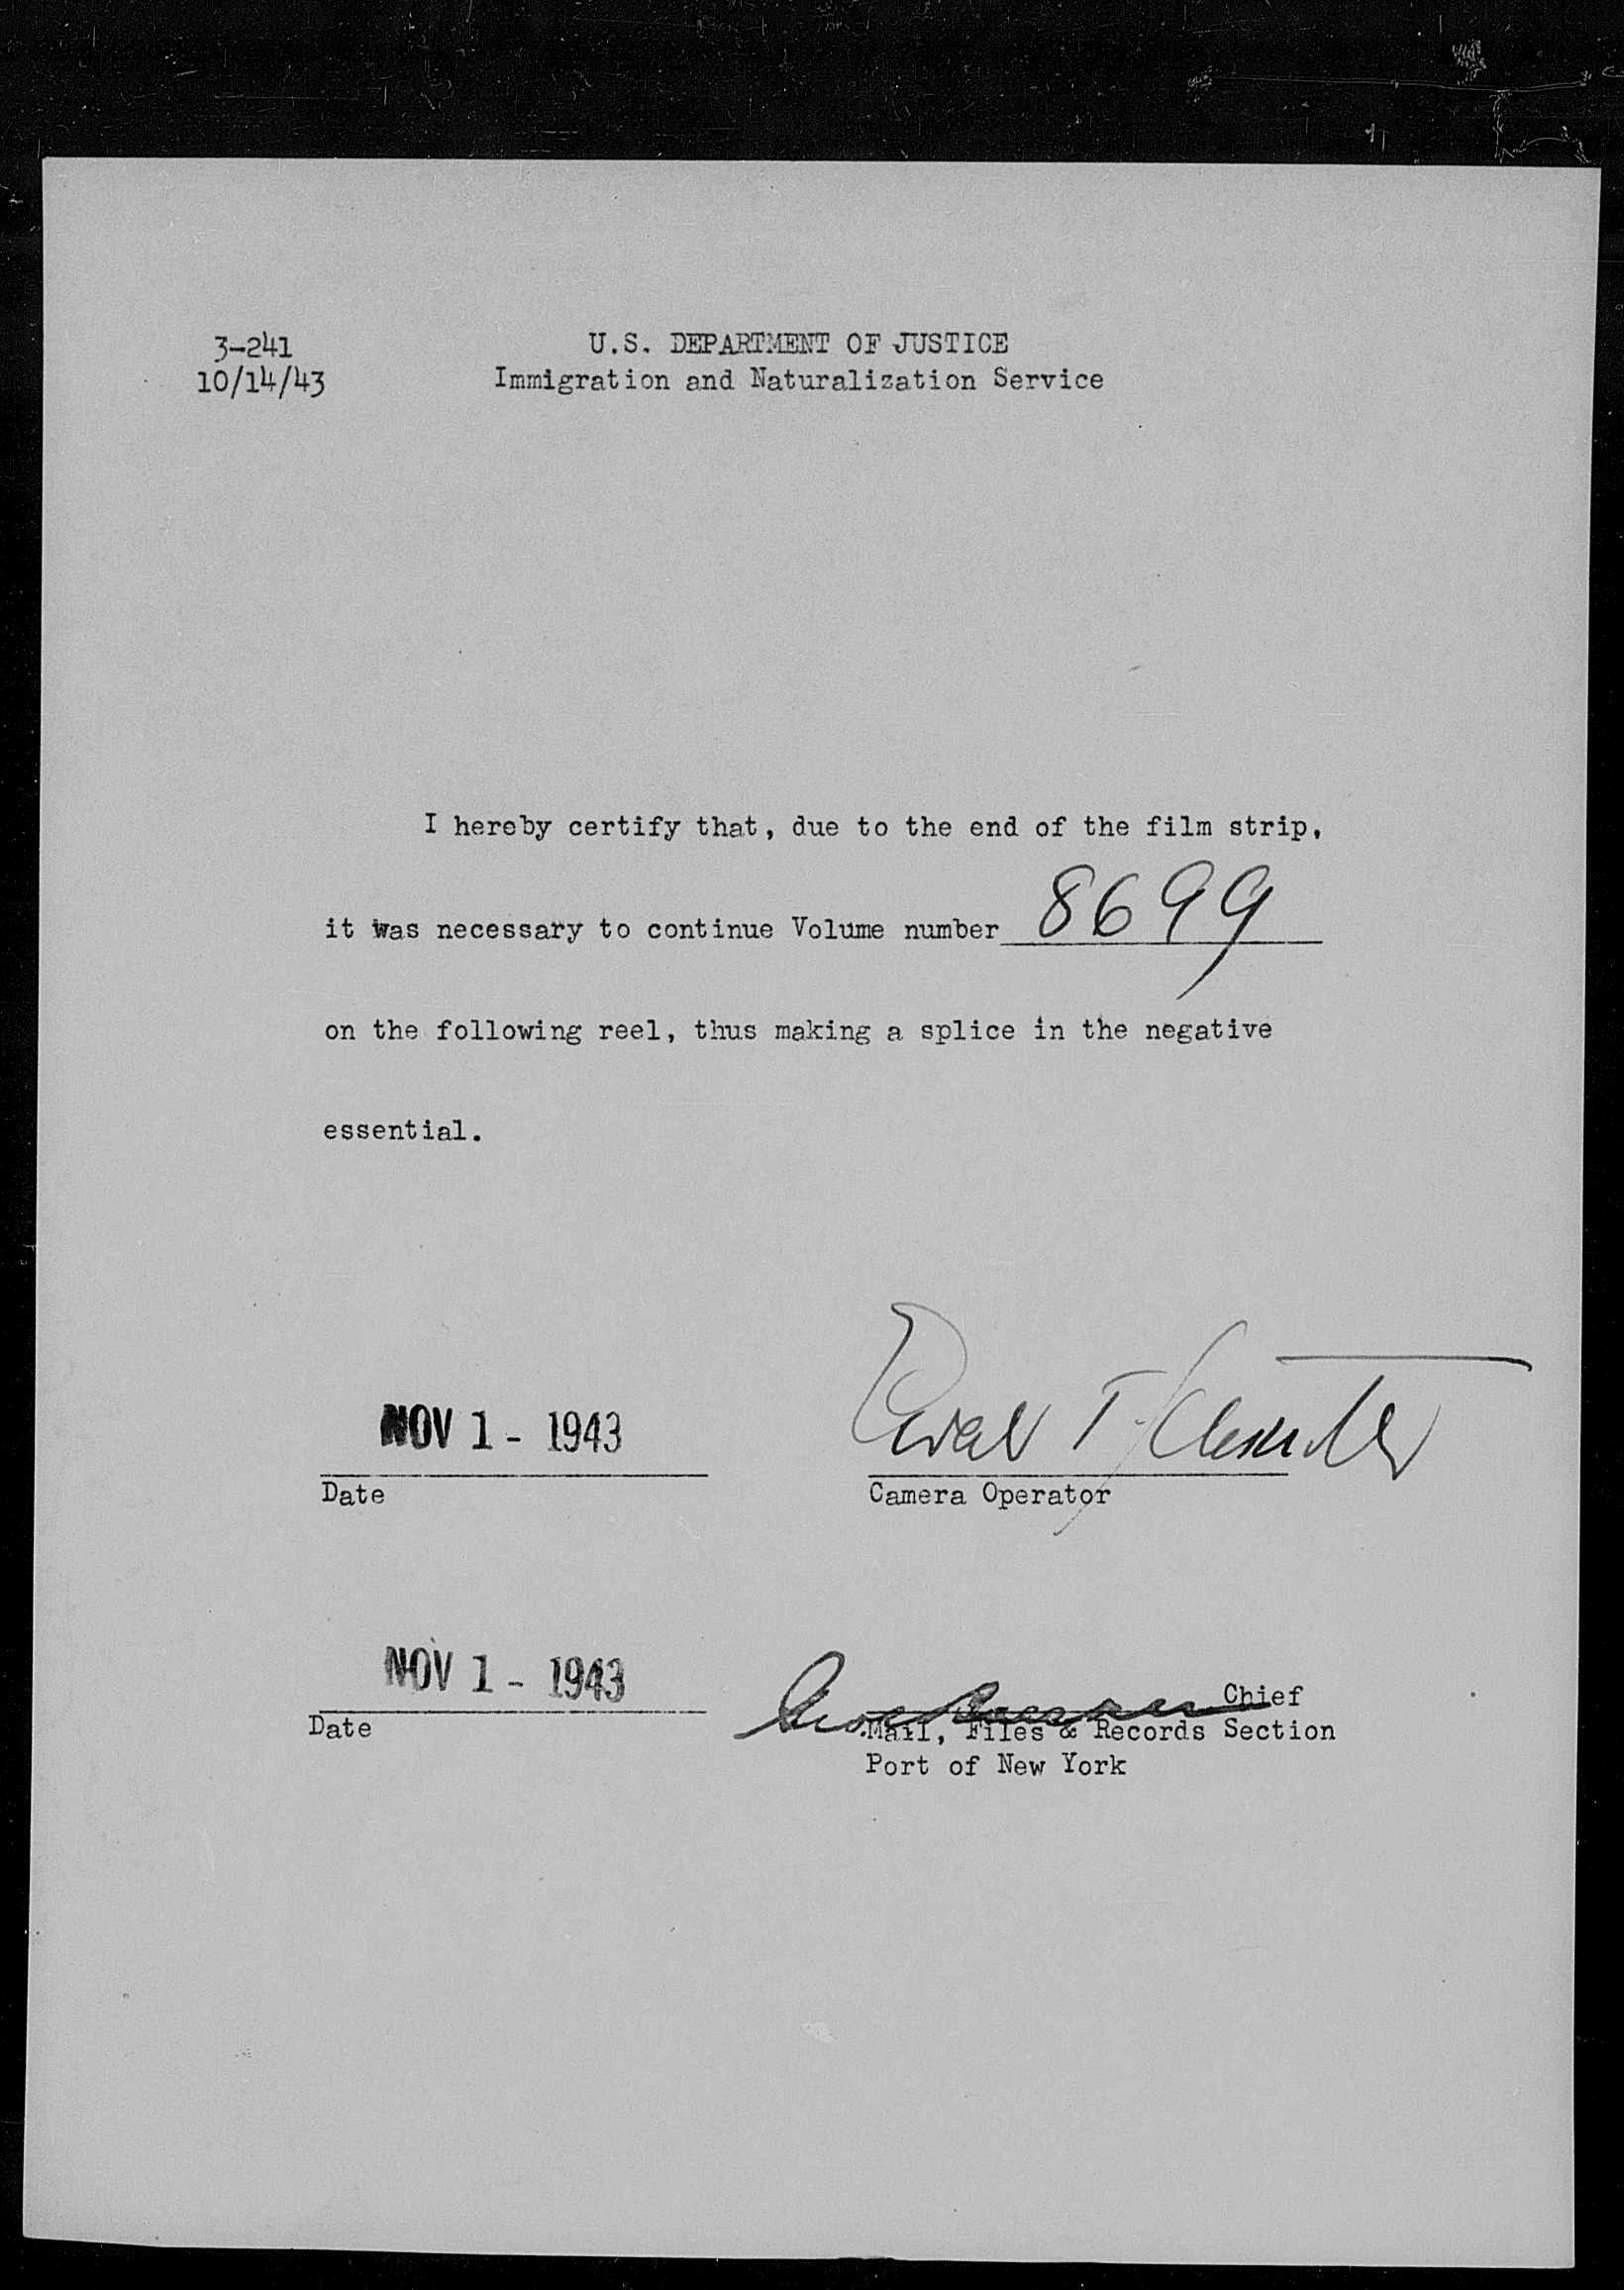 3-241
10/14/43
U.S. DEPARTMENT OF JUSTICE
Immigration and Naturalization Service
I hereby certify that, due to the end of the film strip,
it was necessary to continue Volume number 8699
on the following reel, thus making a splice in the negative
essential.
NOV 1 - 1943
Date
Camera Operator
NOV 1 - 1943
Date
Chief
Mail, Files & Records Section
Port of New York